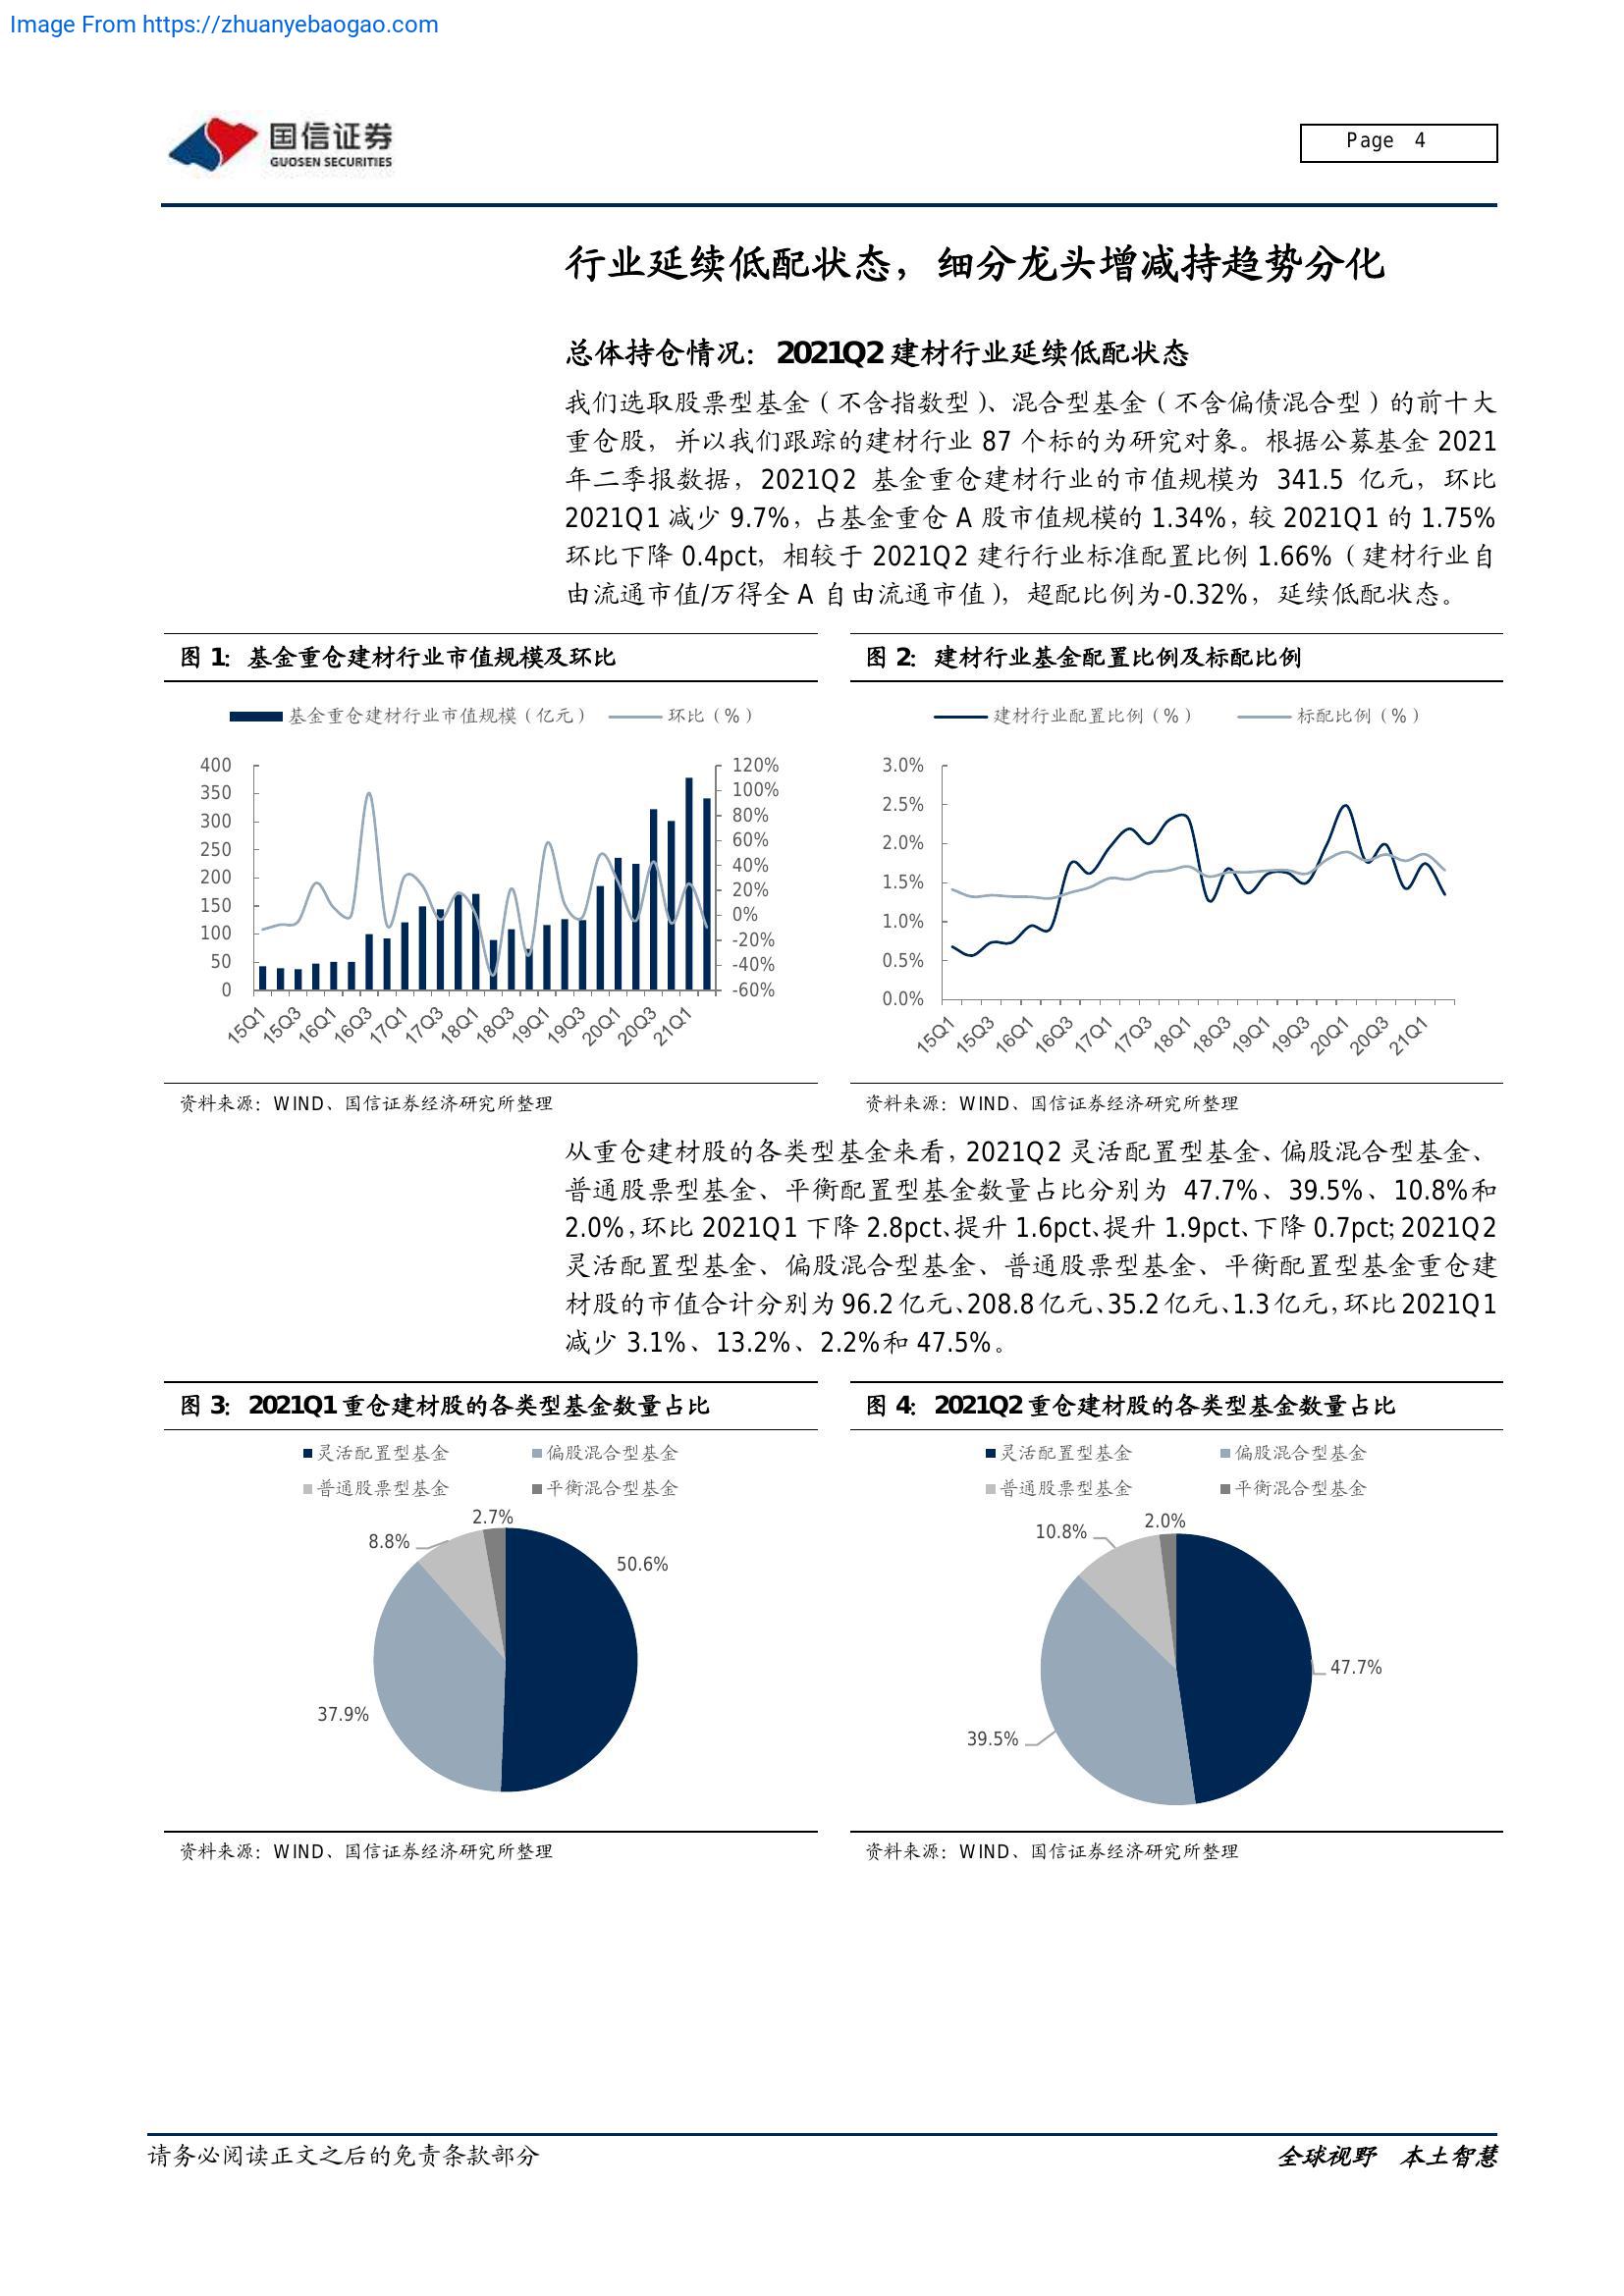 Image From https://zhuanyebaogao.com
国信证券
GUOSEN SECURITIES
Page 4
行业延续低配状态，细分龙头增减持趋势分化
总体持仓情况：2021Q2 建材行业延续低配状态
我们选取股票型基金（不含指数型）、混合型基金（不含偏债混合型）的前十大
重仓股，并以我们跟踪的建材行业 87 个标的为研究对象。根据公募基金 2021
年二季报数据，2021Q2 基金重仓建材行业的市值规模为 341.5 亿元，环比
2021Q1 减少 9.7%，占基金重仓 A 股市值规模的 1.34%，较 2021Q1 的 1.75%
环比下降 0.4pct，相较于 2021Q2 建行行业标准配置比例 1.66%（建材行业自
由流通市值/万得全 A 自由流通市值），超配比例为-0.32%，延续低配状态。
图 1：基金重仓建材行业市值规模及环比
基金重仓建材行业市值规模（亿元） 环比（%）
400
350
300
250
200
150
100
50
0
120%
100%
80%
60%
40%
20%
0%
-20%
-40%
-60%
15Q1 15Q3 16Q1 16Q3 17Q1 17Q3 18Q1 18Q3 19Q1 19Q3 20Q1 20Q3 21Q1
资料来源：WIND、国信证券经济研究所整理
图 2：建材行业基金配置比例及标配比例
建材行业配置比例（%） 标配比例（%）
3.0%
2.5%
2.0%
1.5%
1.0%
0.5%
0.0%
15Q1 15Q3 16Q1 16Q3 17Q1 17Q3 18Q1 18Q3 19Q1 19Q3 20Q1 20Q3 21Q1
资料来源：WIND、国信证券经济研究所整理
从重仓建材股的各类型基金来看，2021Q2 灵活配置型基金、偏股混合型基金、
普通股票型基金、平衡配置型基金数量占比分别为 47.7%、39.5%、10.8%和
2.0%，环比 2021Q1 下降 2.8pct、提升 1.6pct、提升 1.9pct、下降 0.7pct；2021Q2
灵活配置型基金、偏股混合型基金、普通股票型基金、平衡配置型基金重仓建
材股的市值合计分别为 96.2 亿元、208.8 亿元、35.2 亿元、1.3 亿元，环比 2021Q1
减少 3.1%、13.2%、2.2%和 47.5%。
图 3：2021Q1 重仓建材股的各类型基金数量占比
灵活配置型基金 偏股混合型基金
普通股票型基金 平衡混合型基金
2.7%
8.8%
50.6%
37.9%
资料来源：WIND、国信证券经济研究所整理
图 4：2021Q2 重仓建材股的各类型基金数量占比
灵活配置型基金 偏股混合型基金
普通股票型基金 平衡混合型基金
2.0%
10.8%
47.7%
39.5%
资料来源：WIND、国信证券经济研究所整理
请务必阅读正文之后的免责条款部分
全球视野 本土智慧